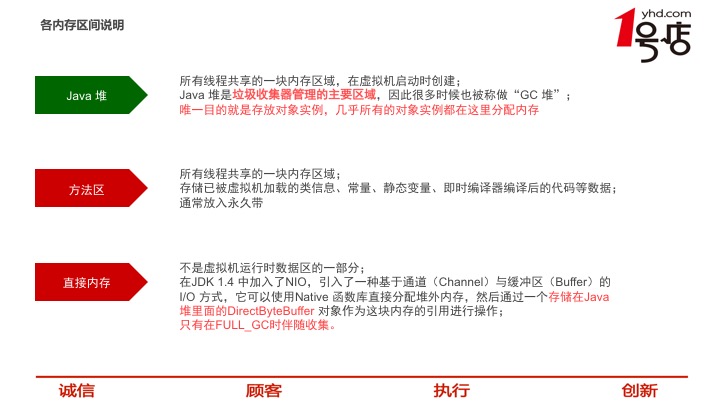 各内存区间说明
yhd.com
1号店
Java 堆
所有线程共享的一块内存区域，在虚拟机启动时创建；
Java 堆是垃圾收集器管理的主要区域，因此很多时候也被称做“GC 堆”；
唯一目的就是存放对象实例，几乎所有的对象实例都在这里分配内存
方法区
所有线程共享的一块内存区域；
存储已被虚拟机加载的类信息、常量、静态变量、即时编译器编译后的代码等数据；
通常放入永久带
直接内存
不是虚拟机运行时数据区的一部分；
在JDK 1.4 中加入了NIO，引入了一种基于通道（Channel）与缓冲区（Buffer）的
I/O 方式，它可以使用Native 函数库直接分配堆外内存，然后通过一个存储在Java
堆里面的DirectByteBuffer 对象作为这块内存的引用进行操作；
只有在FULL_GC时伴随收集。
诚信 顾客 执行 创新